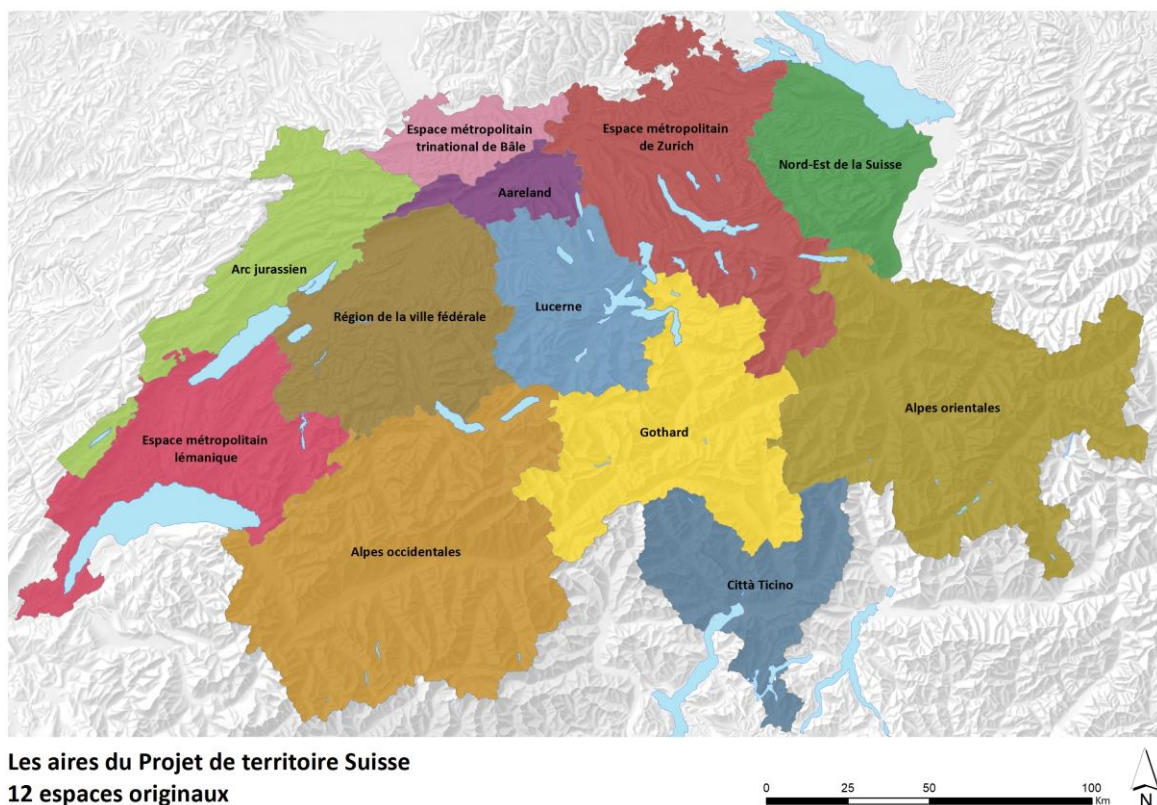 Espace métropolitain
trinational de Bâle
Espace métropolitain
de Zurich
Nord-Est de la Suisse
Aareland
Arc jurassien
Région de la ville fédérale
Lucerne
Alpes orientales
Gothard
Espace métropolitain
lémanique
Alpes occidentales
Città Ticino
Les aires du Projet de territoire Suisse
12 espaces originaux
0 25 50 100
Km
N